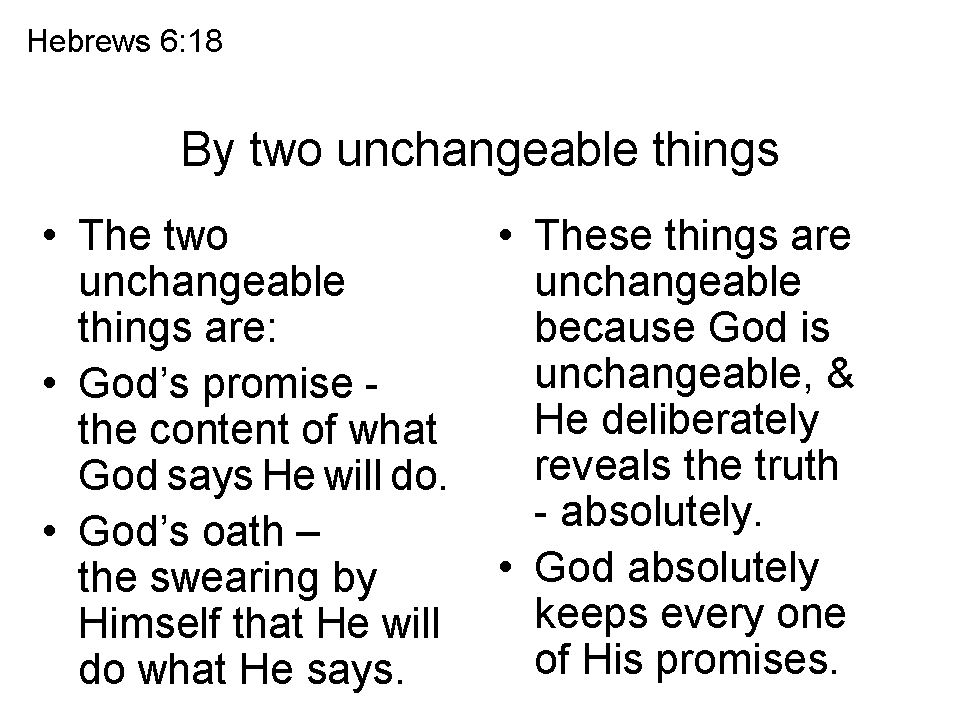 Hebrews 6:18
By two unchangeable things
• The two
unchangeable
things are:
• God’s promise -
the content of what
God says He will do.
• God’s oath –
the swearing by
Himself that He will
do what He says.
• These things are
unchangeable
because God is
unchangeable, &
He deliberately
reveals the truth
- absolutely.
• God absolutely
keeps every one
of His promises.